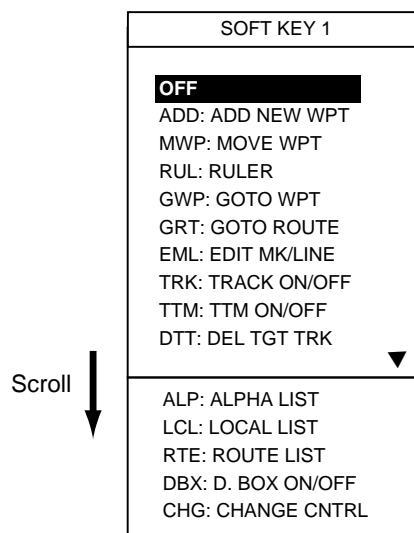 SOFT KEY 1
OFF
ADD: ADD NEW WPT
MWP: MOVE WPT
RUL: RULER
GWP: GOTO WPT
GRT: GOTO ROUTE
EML: EDIT MK/LINE
TRK: TRACK ON/OFF
TTM: TTM ON/OFF
DTT: DEL TGT TRK
Scroll
ALP: ALPHA LIST
LCL: LOCAL LIST
RTE: ROUTE LIST
DBX: D. BOX ON/OFF
CHG: CHANGE CNTRL